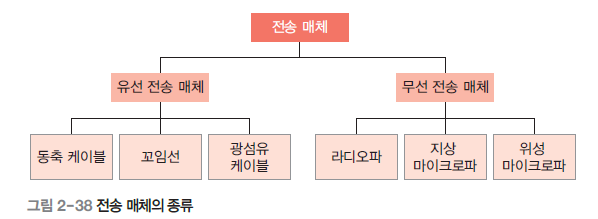 전송 매체
유선 전송 매체
무선 전송 매체
동축 케이블
꼬임선
광섬유
케이블
라디오파
지상
마이크로파
위성
마이크로파
그림 2-38 전송 매체의 종류